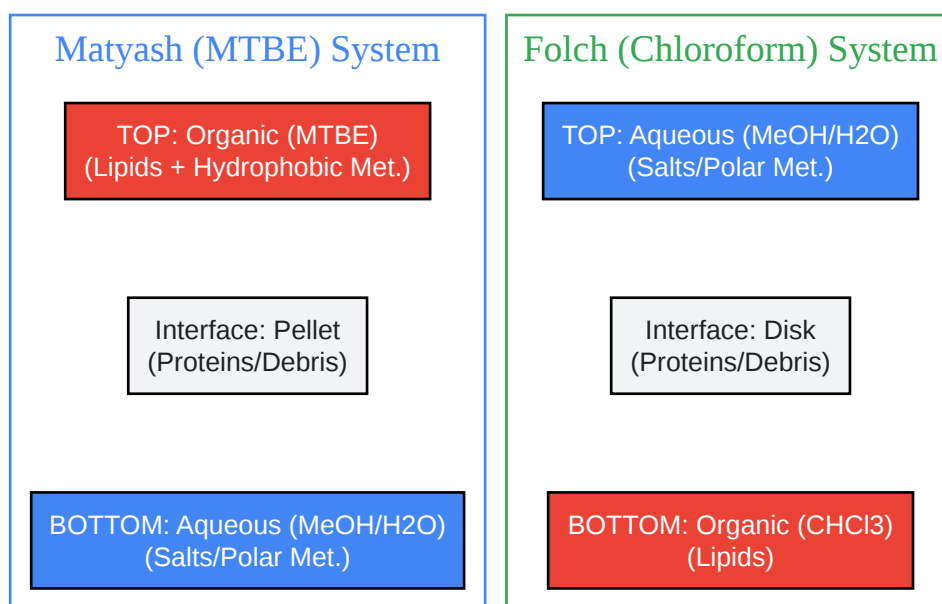 Matyash (MTBE) System
TOP: Organic (MTBE)
(Lipids + Hydrophobic Met.)
Interface: Pellet
(Proteins/Debris)
BOTTOM: Aqueous (MeOH/H2O)
(Salts/Polar Met.)
Folch (Chloroform) System
TOP: Aqueous (MeOH/H2O)
(Salts/Polar Met.)
Interface: Disk
(Proteins/Debris)
BOTTOM: Organic (CHCl3)
(Lipids)